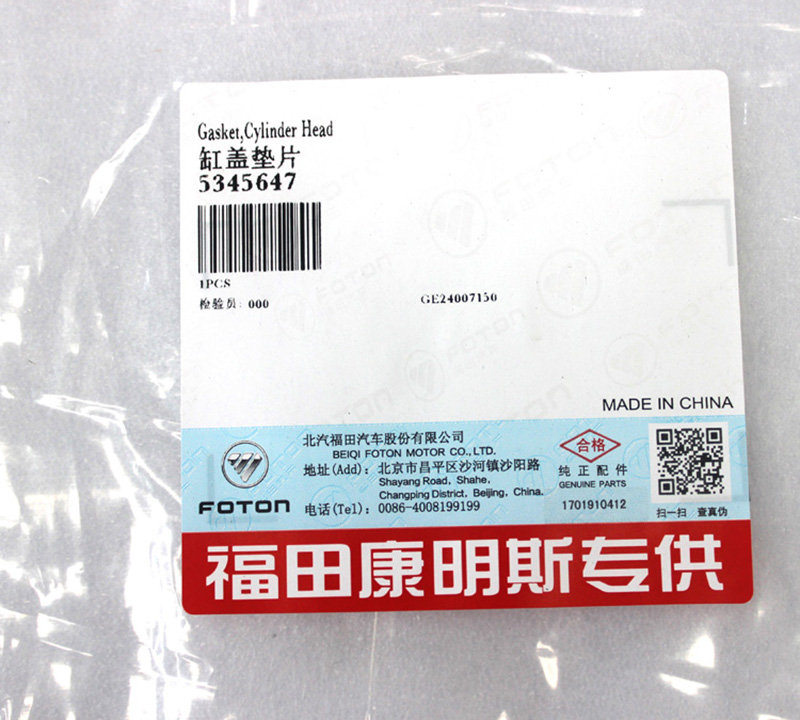 Gasket,Cylinder Head
缸盖垫片
5345647
1PCS
检验员: 000
GE24007150
MADE IN CHINA
FOTON
北汽福田汽车股份有限公司
BEIQI FOTON MOTOR CO., LTD.
地址(Add): 北京市昌平区沙河镇沙阳路
Shayang Road, Shahe,
Changping District, Beijing, China.
电话(Tel): 0086-4008199199
合格
纯正配件
GENUINE PARTS
1701910412
扫一扫 查真伪
福田康明斯专供